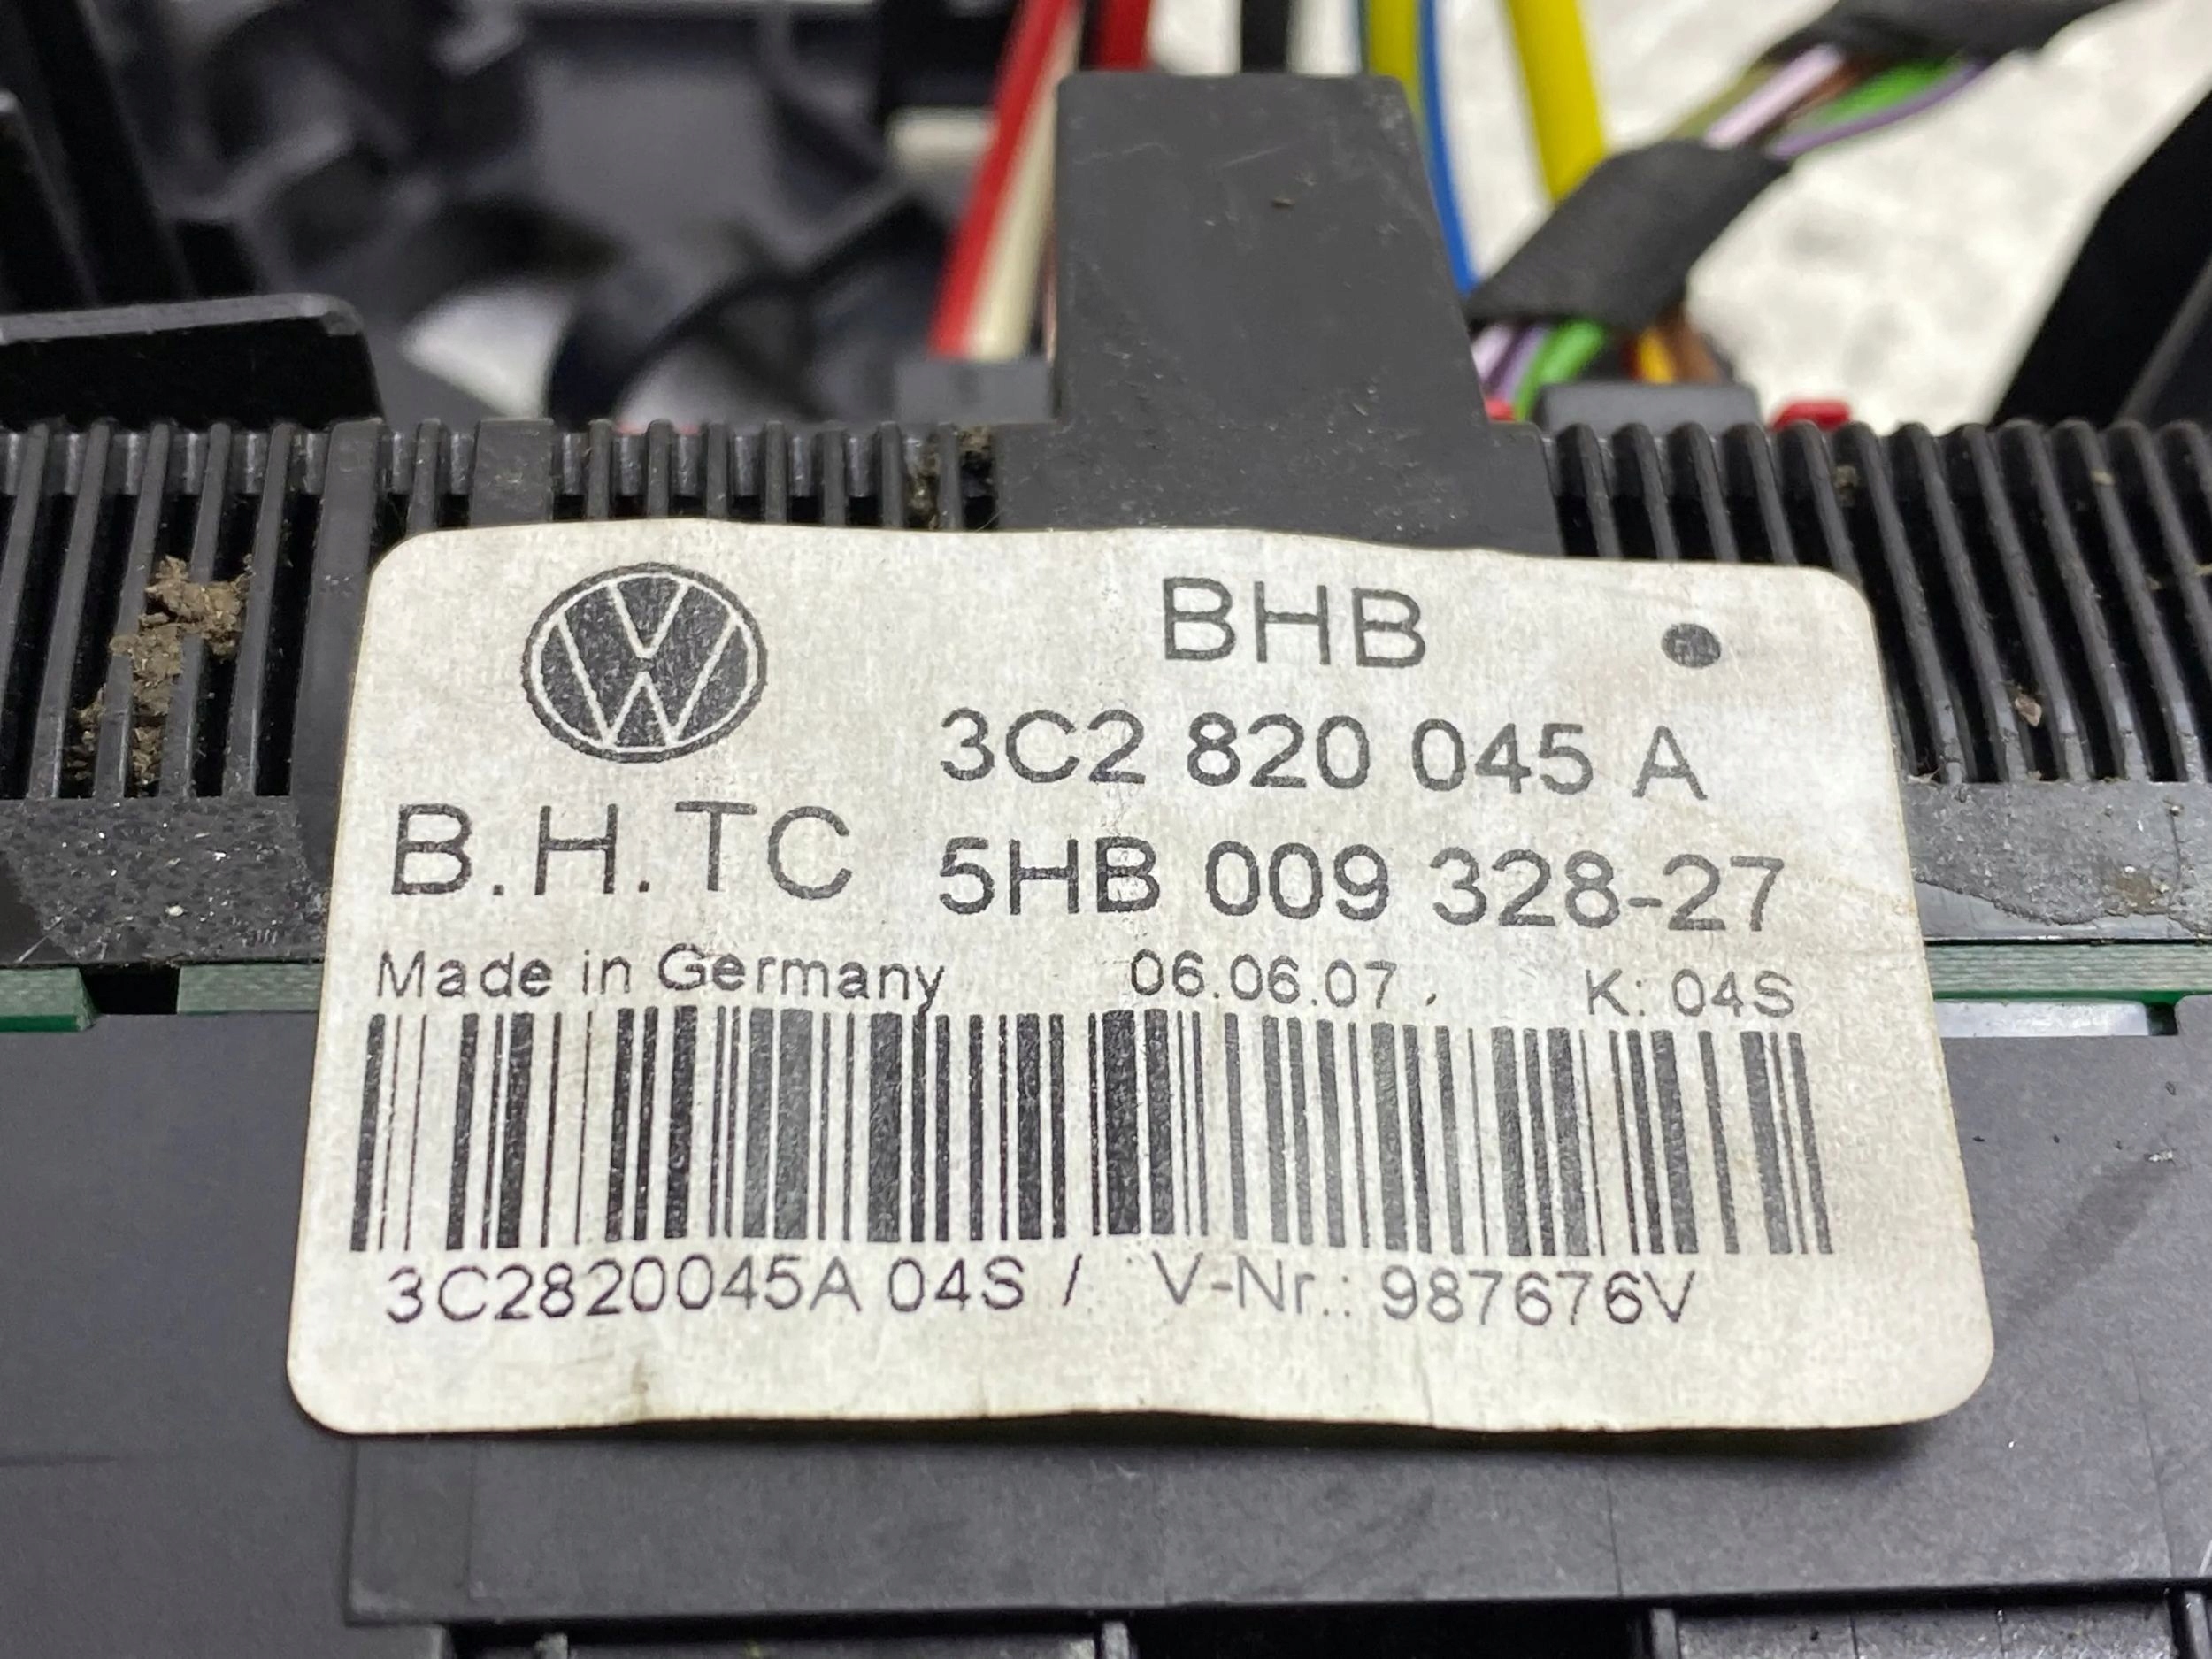 BHB
3C2 820 045 A
B.H.TC 5HB 009 328-27
Made in Germany 06.06.07. K: 04S
3C2820045A 04S / V-Nr.: 987676V